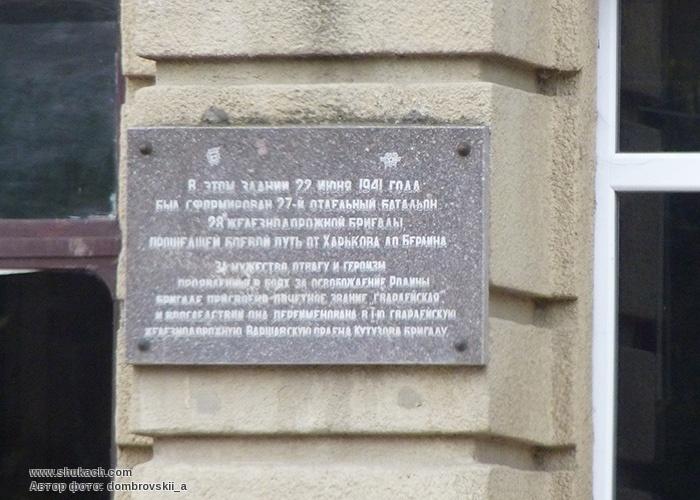 В ЭТОМ ЗДАНИИ 22 ИЮНЯ 1941 ГОДА
БЫЛ СФОРМИРОВАН 27-Й ОТДЕЛЬНЫЙ БАТАЛЬОН
28 ЖЕЛЕЗНОДОРОЖНОЙ БРИГАДЫ,
ПРОШЕДШЕЙ БОЕВОЙ ПУТЬ ОТ ХАРЬКОВА ДО БЕРЛИНА
ЗА МУЖЕСТВО, ОТВАГУ И ГЕРОИЗМ
ПРОЯВЛЕННЫЕ В БОЯХ ЗА ОСВОБОЖДЕНИЕ РОДИНЫ
БРИГАДЕ ПРИСВОЕНО ПОЧЕТНОЕ ЗВАНИЕ „ГВАРДЕЙСКАЯ"
И ВПОСЛЕДСТВИИ ОНА ПЕРЕИМЕНОВАНА В 1-Ю ГВАРДЕЙСКУЮ
ЖЕЛЕЗНОДОРОЖНУЮ ВАРШАВСКУЮ ОРДЕНА КУТУЗОВА БРИГАДУ
www.shukach.com
Автор фото: dombrovskii_a